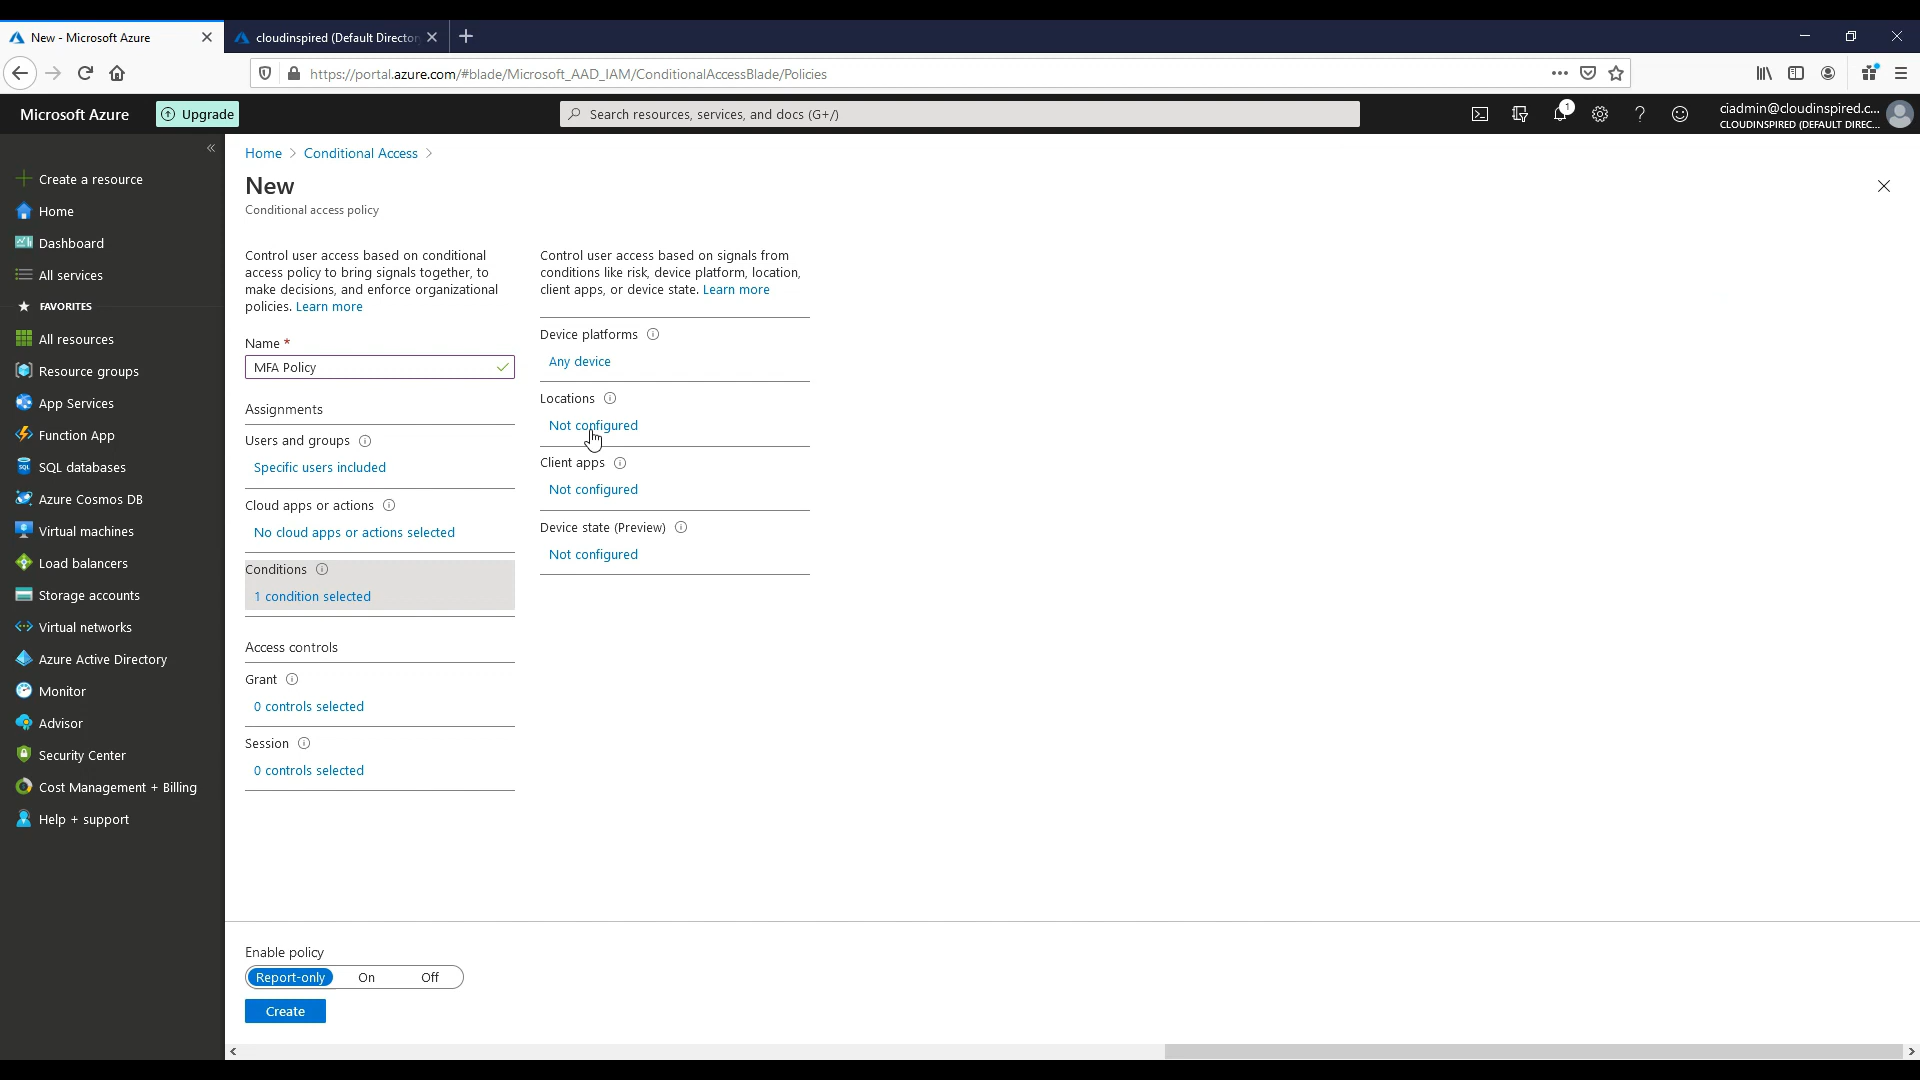 New - Microsoft Azure
cloudinspired (Default Director
https://portal.azure.com/#blade/Microsoft_AAD_IAM/ConditionalAccessBlade/Policies
Microsoft Azure
Upgrade
Search resources, services, and docs (G+/)
1
ciadmin@cloudinspired.c...
CLOUDINSPIRED (DEFAULT DIREC...
Create a resource
Home
Dashboard
All services
FAVORITES
All resources
Resource groups
App Services
Function App
SQL databases
Azure Cosmos DB
Virtual machines
Load balancers
Storage accounts
Virtual networks
Azure Active Directory
Monitor
Advisor
Security Center
Cost Management + Billing
Help + support
Home > Conditional Access >
New
Conditional access policy
Control user access based on conditional
access policy to bring signals together, to
make decisions, and enforce organizational
policies. Learn more
Name *
MFA Policy
Assignments
Users and groups
Specific users included
Cloud apps or actions
No cloud apps or actions selected
Conditions
1 condition selected
Access controls
Grant
0 controls selected
Session
0 controls selected
Control user access based on signals from
conditions like risk, device platform, location,
client apps, or device state. Learn more
Device platforms
Any device
Locations
Not configured
Client apps
Not configured
Device state (Preview)
Not configured
Enable policy
Report-only On Off
Create